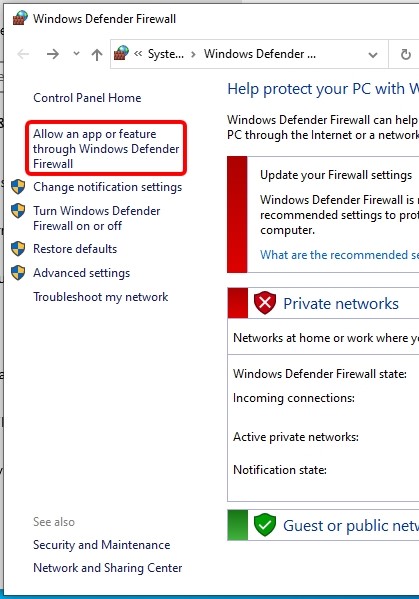 Windows Defender Firewall
Syste... Windows Defender ...
Control Panel Home
Allow an app or feature
through Windows Defender
Firewall
Change notification settings
Turn Windows Defender
Firewall on or off
Restore defaults
Advanced settings
Troubleshoot my network
See also
Security and Maintenance
Network and Sharing Center
Help protect your PC with W
Windows Defender Firewall can help
PC through the Internet or a network
Update your Firewall settings
Windows Defender Firewall is
recommended settings to
computer.
What are the recommended
Private networks
Networks at home or work where
Windows Defender Firewall state:
Incoming connections:
Active private networks:
Notification state:
Guest or public